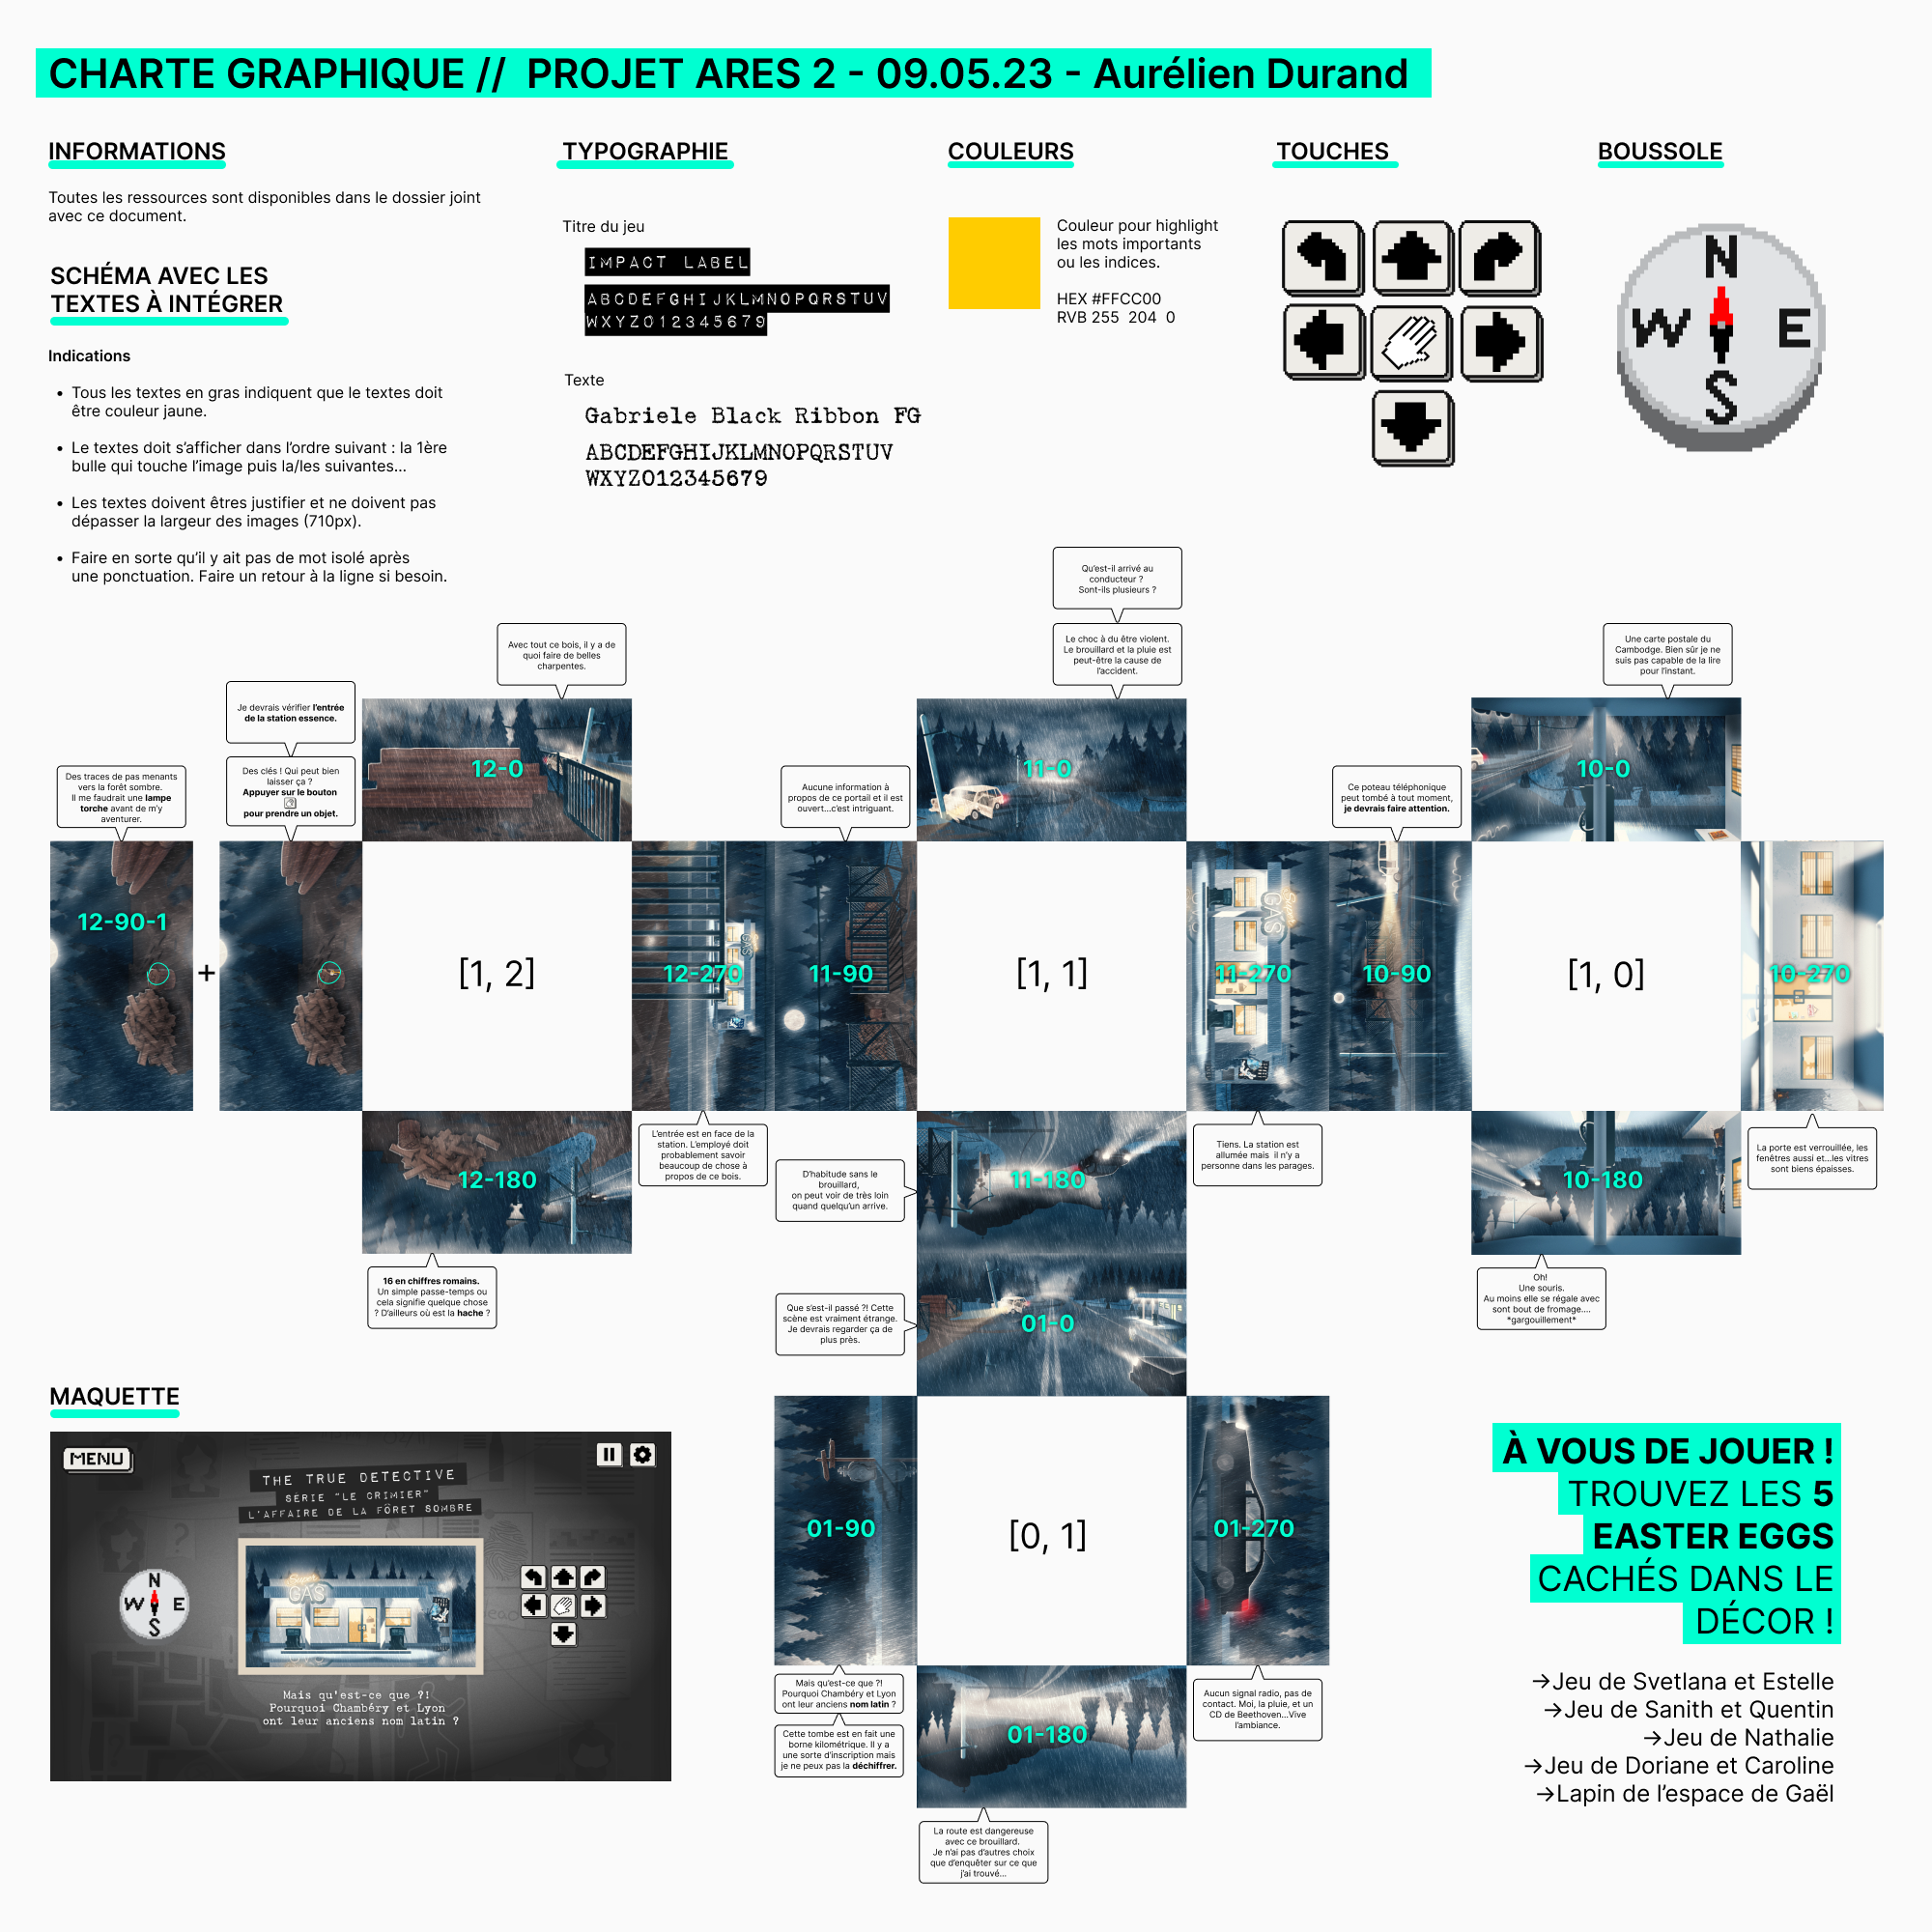 CHARTE GRAPHIQUE // PROJET ARES 2 - 09.05.23 - Aurélien Durand
INFORMATIONS
Toutes les ressources sont disponibles dans le dossier joint
avec ce document.
SCHÉMA AVEC LES
TEXTES À INTÉGRER
Indications
• Tous les textes en gras indiquent que le textes doit
être couleur jaune.
• Le textes doit s'afficher dans l'ordre suivant : la 1ère
bulle qui touche l'image puis la/les suivantes...
• Les textes doivent êtres justifier et ne doivent pas
dépasser la largeur des images (710px).
• Faire en sorte qu'il y ait pas de mot isolé après
une ponctuation. Faire un retour à la ligne si besoin.
TYPOGRAPHIE
Titre du jeu
IMPACT LABEL
ABCDEFGHIJKLMNOPQRSTUV
WXYZ012345679
Texte
Gabriele Black Ribbon FG
ABCDEFGHIJKLMNOPQRSTUV
WXYZ012345679
COULEURS
Couleur pour highlight
les mots importants
ou les indices.
HEX #FFCC00
RVB 255 204 0
TOUCHES
BOUSSOLE
N
W E
S
Qu'est-il arrivé au
conducteur ?
Sont-ils plusieurs ?
Le choc à du être violent.
Le brouillard et la pluie est
peut-être la cause de
l'accident.
Avec tout ce bois, il y a de
quoi faire de belles
charpentes.
Une carte postale du
Cambodge. Bien sûr je ne
suis pas capable de la lire
pour l'instant.
Je devrais vérifier l'entrée
de la station essence.
Des clés ! Qui peut bien
laisser ça ?
Appuyer sur le bouton
pour prendre un objet.
Des traces de pas menants
vers la forêt sombre.
Il me faudrait une lampe
torche avant de m'y
aventurer.
Aucune information à
propos de ce portail et il est
ouvert...c'est intriguant.
Ce poteau téléphonique
peut tombé à tout moment,
je devrais faire attention.
12-0
11-0
10-0
12-90-1
+
[1, 2]
12-270
GAS
11-90
[1, 1]
11-270
GAS
10-90
[1, 0]
10-270
12-180
L'entrée est en face de la
station. L'employé doit
probablement savoir
beaucoup de chose à
propos de ce bois.
D'habitude sans le
brouillard,
on peut voir de très loin
quand quelqu'un arrive.
11-180
Tiens. La station est
allumée mais il n'y a
personne dans les parages.
10-180
La porte est verrouillée, les
fenêtres aussi et...les vitres
sont biens épaisses.
16 en chiffres romains.
Un simple passe-temps ou
cela signifie quelque chose
? D'ailleurs où est la hache ?
Que s'est-il passé ?! Cette
scène est vraiment étrange.
Je devrais regarder ça de
plus près.
01-0
Oh!
Une souris.
Au moins elle se régale avec
sont bout de fromage....
*gargouillement*
MAQUETTE
MENU
THE TRUE DETECTIVE
SÉRIE "LE CRIMIER"
L'AFFAIRE DE LA FÔRET SOMBRE
N
W E
S
GAS
Mais qu'est-ce que ?!
Pourquoi Chambéry et Lyon
ont leur anciens nom latin ?
01-90
[0, 1]
01-270
Mais qu'est-ce que ?!
Pourquoi Chambéry et Lyon
ont leur anciens nom latin ?
Cette tombe est en fait une
borne kilométrique. Il y a
une sorte d'inscription mais
je ne peux pas la déchiffrer.
01-180
Aucun signal radio, pas de
contact. Moi, la pluie, et un
CD de Beethoven...Vive
l'ambiance.
La route est dangereuse
avec ce brouillard.
Je n'ai pas d'autres choix
que d'enquêter sur ce que
j'ai trouvé...
À VOUS DE JOUER !
TROUVEZ LES 5
EASTER EGGS
CACHÉS DANS LE
DÉCOR !
→Jeu de Svetlana et Estelle
→Jeu de Sanith et Quentin
→Jeu de Nathalie
→Jeu de Doriane et Caroline
→Lapin de l'espace de Gaël